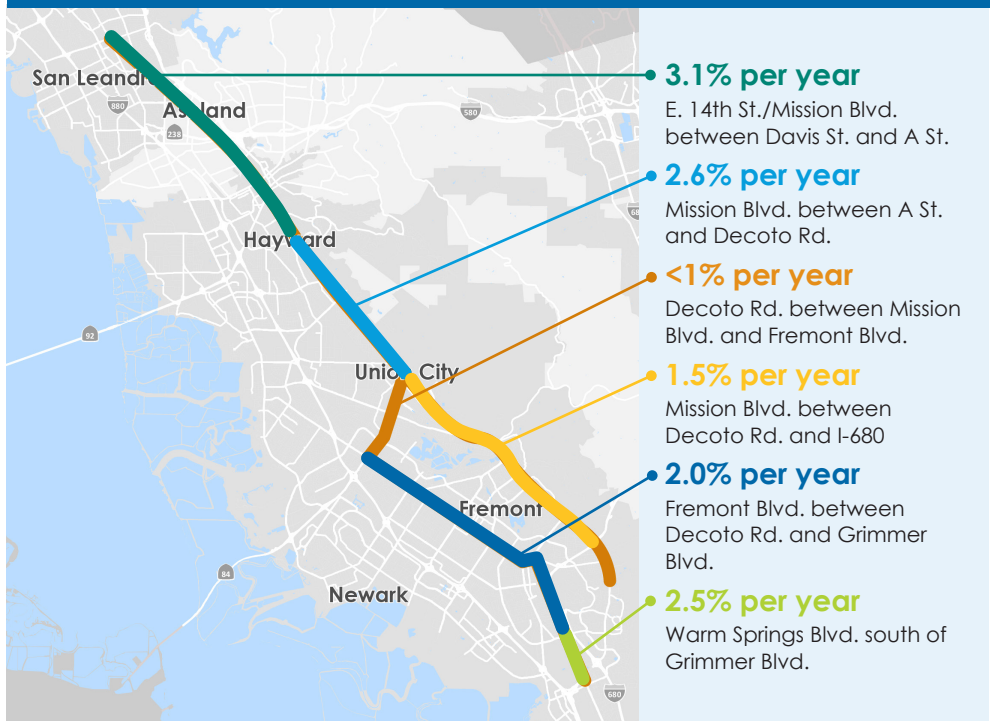 San Leandro
880
Ashland
238
580
Hayward
92
Union City
Fremont
84
Newark
680
3.1% per year
E. 14th St./Mission Blvd.
between Davis St. and A St.
2.6% per year
Mission Blvd. between A St.
and Decoto Rd.
<1% per year
Decoto Rd. between Mission
Blvd. and Fremont Blvd.
1.5% per year
Mission Blvd. between
Decoto Rd. and I-680
2.0% per year
Fremont Blvd. between
Decoto Rd. and Grimmer
Blvd.
2.5% per year
Warm Springs Blvd. south of
Grimmer Blvd.